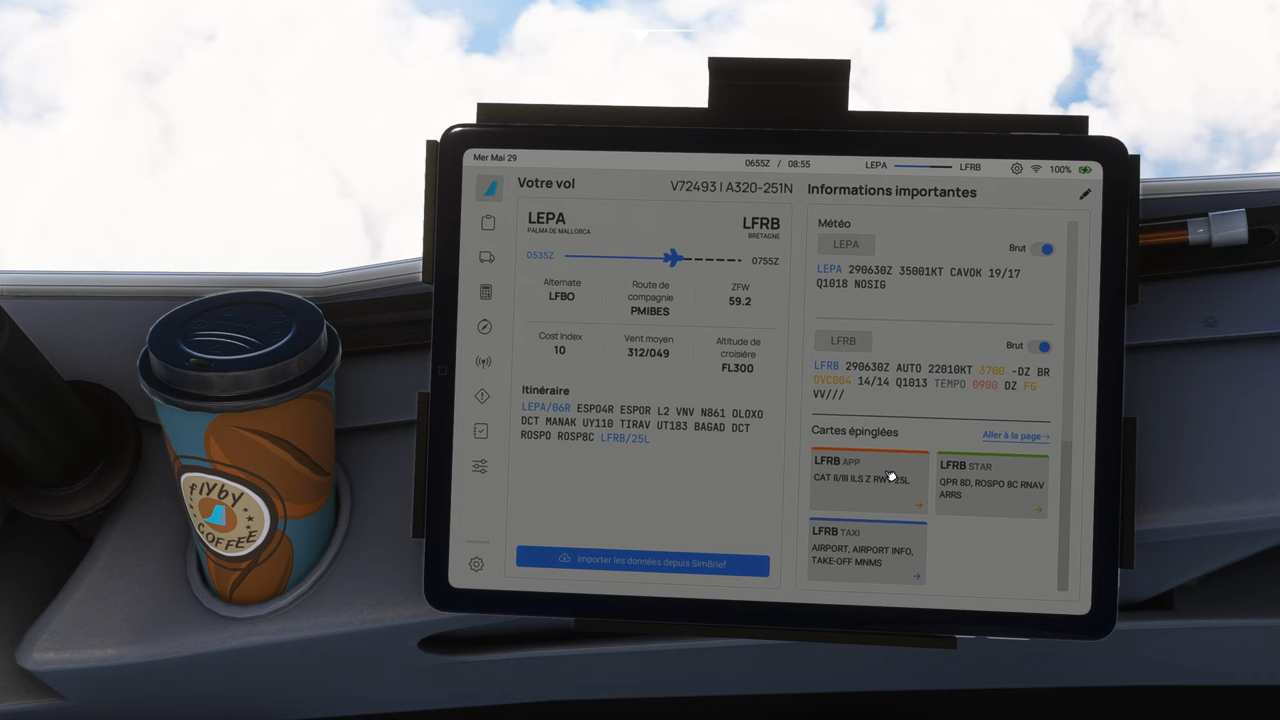 Mer Mai 29
0655Z / 08:55
LEPA
LFRB
100%
Votre vol
V72493 | A320-251N
LEPA
PALMA DE MALLORCA
LFRB
BRETAGNE
0535Z
0755Z
Alternate
LFBO
Route de
compagnie
PMIBES
ZFW
59.2
Cost Index
10
Vent moyen
312/049
Altitude de
croisière
FL300
Itinéraire
LEPA/06R ESPO4R ESPOR L2 VNV N861 OLOXO
DCT MANAK UY110 TIRAV UT183 BAGAD DCT
ROSPO ROSP8C LFRB/25L
Importer les données depuis SimBrief
Informations importantes
Météo
LEPA
Brut
LEPA 290630Z 35001KT CAVOK 19/17
Q1018 NOSIG
LFRB
Brut
LFRB 290630Z AUTO 22010KT 3700 -DZ BR
OVC004 14/14 Q1013 TEMPO 0900 DZ FG
VV///
Cartes épinglées
Aller à la page
LFRB APP
CAT II/III ILS Z RWY 25L
LFRB STAR
QPR 8D, ROSPO 8C RNAV
ARRS
LFRB TAXI
AIRPORT, AIRPORT INFO,
TAKE-OFF MNMS
flyby
COFFEE